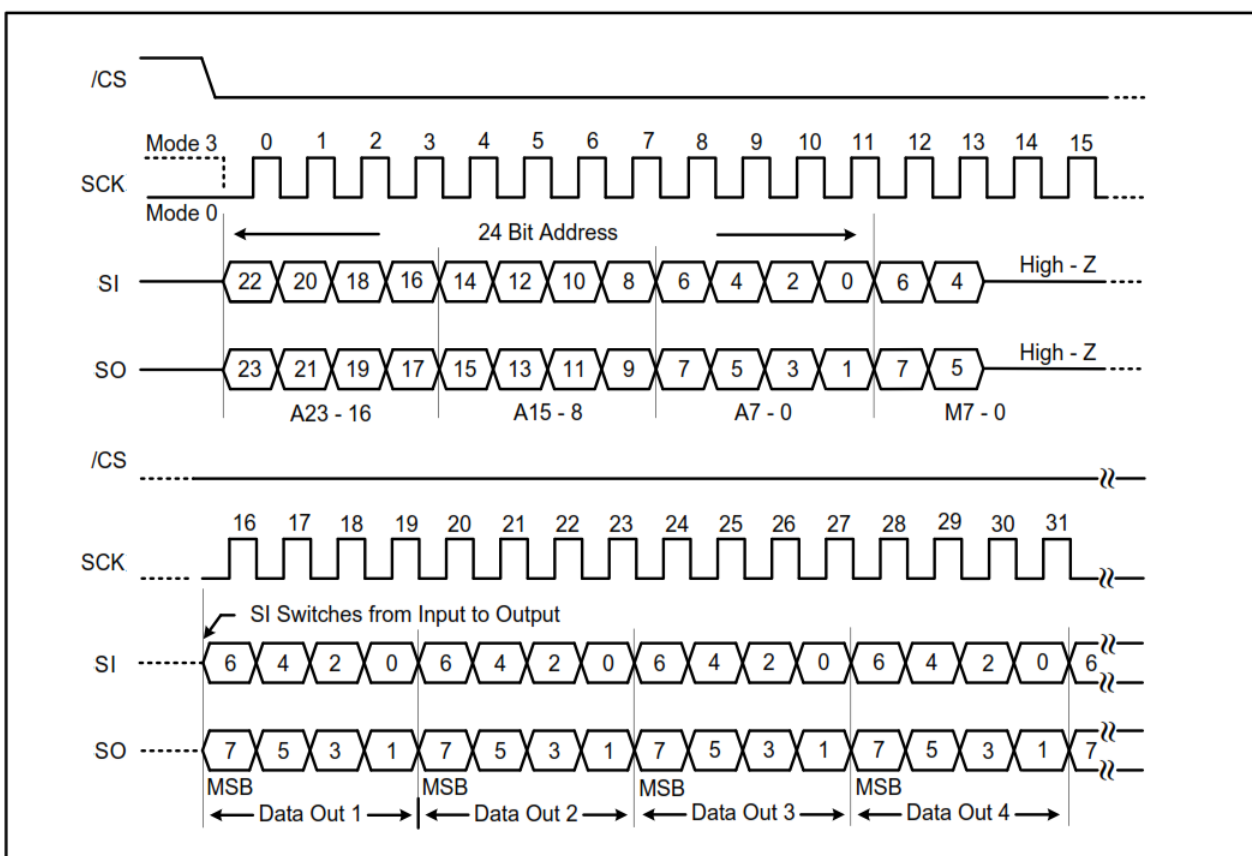 /CS
Mode 3 0 1 2 3 4 5 6 7 8 9 10 11 12 13 14 15
SCK
Mode 0
24 Bit Address
SI 22 20 18 16 14 12 10 8 6 4 2 0 6 4 High - Z
SO 23 21 19 17 15 13 11 9 7 5 3 1 7 5 High - Z
A23 - 16 A15 - 8 A7 - 0 M7 - 0
/CS
16 17 18 19 20 21 22 23 24 25 26 27 28 29 30 31
SCK
SI Switches from Input to Output
SI 6 4 2 0 6 4 2 0 6 4 2 0 6 4 2 0 6
SO 7 5 3 1 7 5 3 1 7 5 3 1 7 5 3 1 7
MSB MSB MSB MSB
Data Out 1 Data Out 2 Data Out 3 Data Out 4